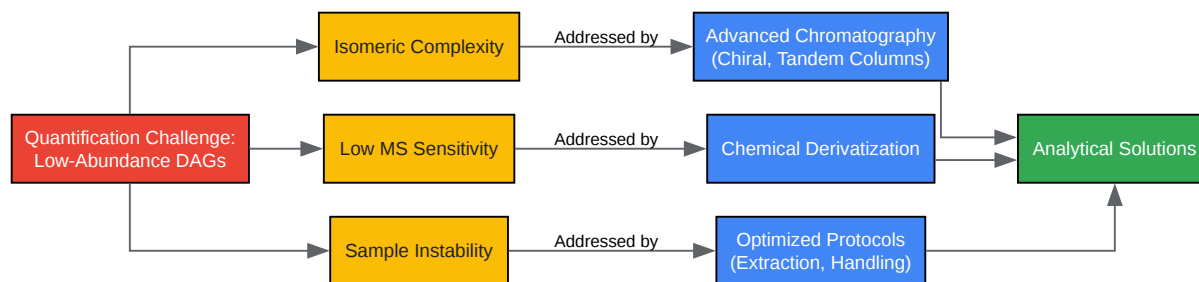 Isomeric Complexity
Addressed by
Advanced Chromatography
(Chiral, Tandem Columns)
Quantification Challenge:
Low-Abundance DAGs
Low MS Sensitivity
Addressed by
Chemical Derivatization
Analytical Solutions
Sample Instability
Addressed by
Optimized Protocols
(Extraction, Handling)